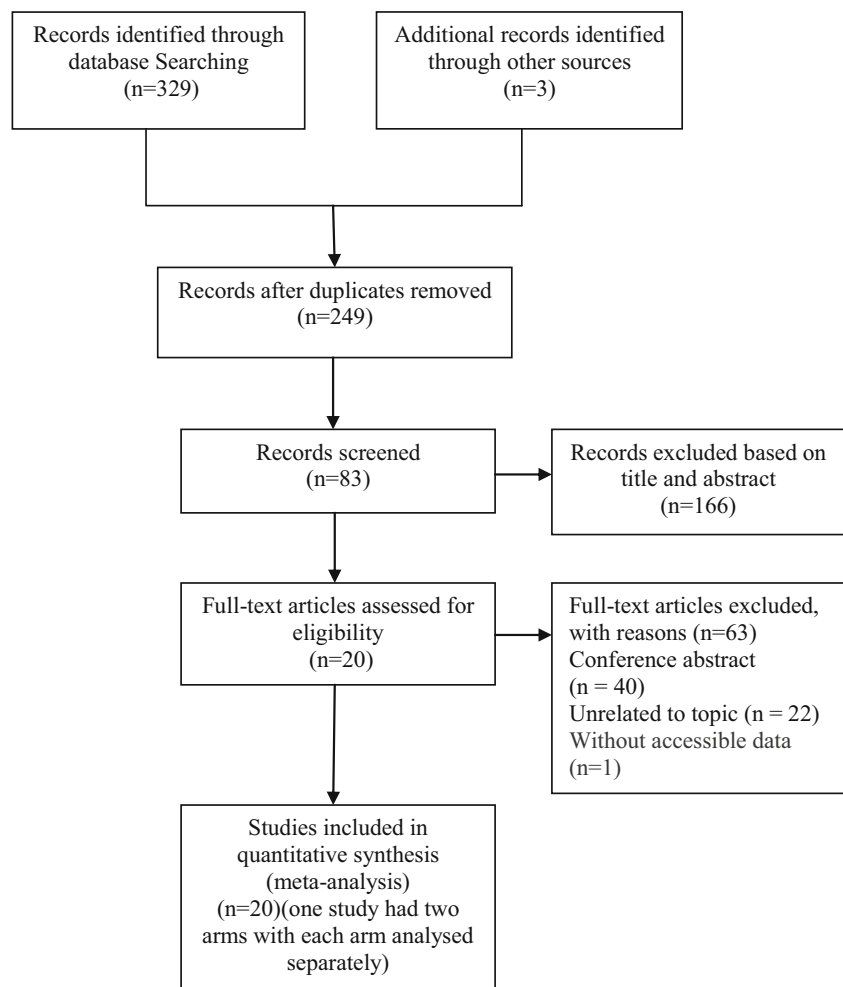 Records identified through
database Searching
(n=329)
Additional records identified
through other sources
(n=3)
Records after duplicates removed
(n=249)
Records screened
(n=83)
Records excluded based on
title and abstract
(n=166)
Full-text articles assessed for
eligibility
(n=20)
Full-text articles excluded,
with reasons (n=63)
Conference abstract
(n = 40)
Unrelated to topic (n = 22)
Without accessible data
(n=1)
Studies included in
quantitative synthesis
(meta-analysis)
(n=20)(one study had two
arms with each arm analysed
separately)